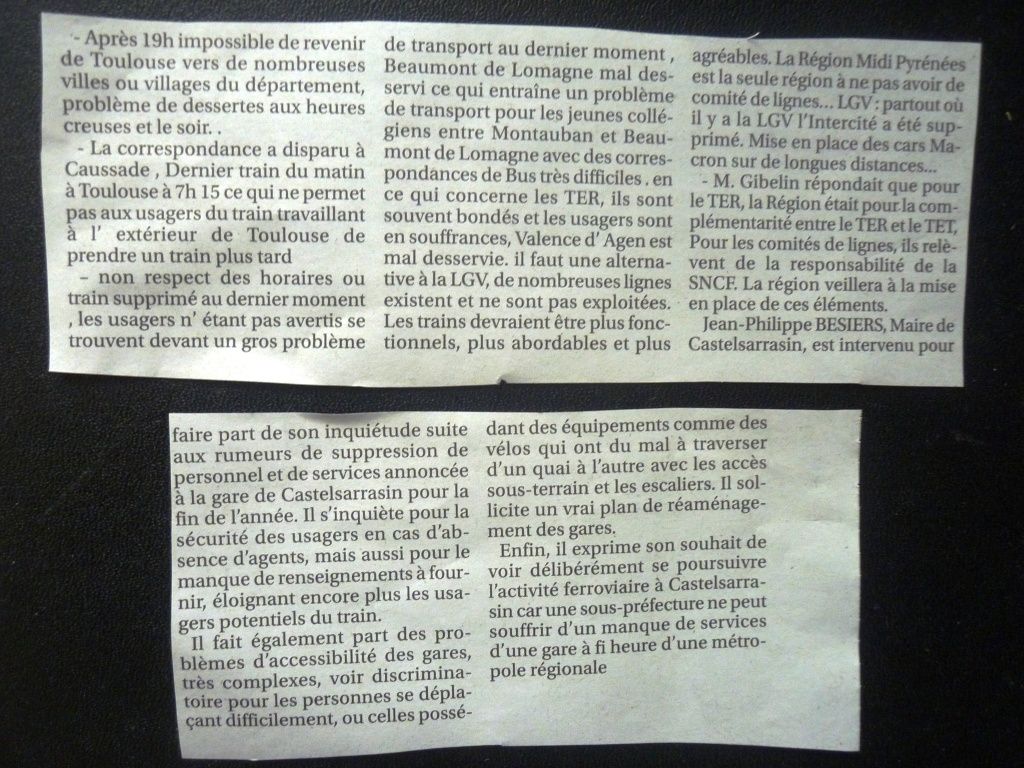 - Après 19h impossible de revenir
de Toulouse vers de nombreuses
villes ou villages du département,
problème de dessertes aux heures
creuses et le soir. .
- La correspondance a disparu à
Caussade , Dernier train du matin
à Toulouse à 7h 15 ce qui ne permet
pas aux usagers du train travaillant
à l' extérieur de Toulouse de
prendre un train plus tard
– non respect des horaires ou
train supprimé au dernier moment
, les usagers n' étant pas avertis se
trouvent devant un gros problème
de transport au dernier moment ,
Beaumont de Lomagne mal des-
servi ce qui entraîne un problème
de transport pour les jeunes collé-
giens entre Montauban et Beau-
mont de Lomagne avec des corres-
pondances de Bus très difficiles . en
ce qui concerne les TER, ils sont
souvent bondés et les usagers sont
en souffrances, Valence d' Agen est
mal desservie. il faut une alterna-
tive à la LGV, de nombreuses lignes
existent et ne sont pas exploitées.
Les trains devraient être plus fonc-
tionnels, plus abordables et plus
agréables. La Région Midi Pyrénées
est la seule région à ne pas avoir de
comité de lignes... LGV : partout où
il y a la LGV l'Intercité a été sup-
primé. Mise en place des cars Ma-
cron sur de longues distances...
- M. Gibelin répondait que pour
le TER, la Région était pour la com-
plémentarité entre le TER et le TET,
Pour les comités de lignes, ils relè-
vent de la responsabilité de la
SNCF. La région veillera à la mise
en place de ces éléments.
Jean-Philippe BESIERS, Maire de
Castelsarrasin, est intervenu pour
faire part de son inquiétude suite
aux rumeurs de suppression de
personnel et de services annoncée
à la gare de Castelsarrasin pour la
fin de l'année. Il s'inquiète pour la
sécurité des usagers en cas d'ab-
sence d'agents, mais aussi pour le
manque de renseignements à four-
nir, éloignant encore plus les usa-
gers potentiels du train.
Il fait également part des pro-
blèmes d'accessibilité des gares,
très complexes, voir discrimina-
toire pour les personnes se dépla-
çant difficilement, ou celles possé-
dant des équipements comme des
vélos qui ont du mal à traverser
d'un quai à l'autre avec les accès
sous-terrain et les escaliers. Il sol-
licite un vrai plan de réaménage-
ment des gares.
Enfin, il exprime son souhait de
voir délibérément se poursuivre
l'activité ferroviaire à Castelsarra-
sin car une sous-préfecture ne peut
souffrir d'un manque de services
d'une gare à fi heure d'une métro-
pole régionale